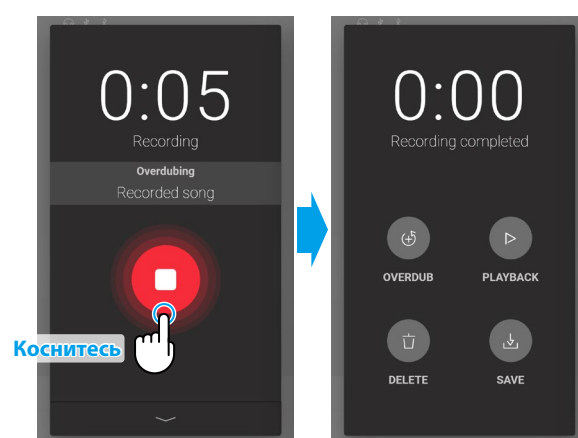 0:05
Recording
Overdubing
Recorded song
Коснитесь
0:00
Recording completed
OVERDUB
PLAYBACK
DELETE
SAVE